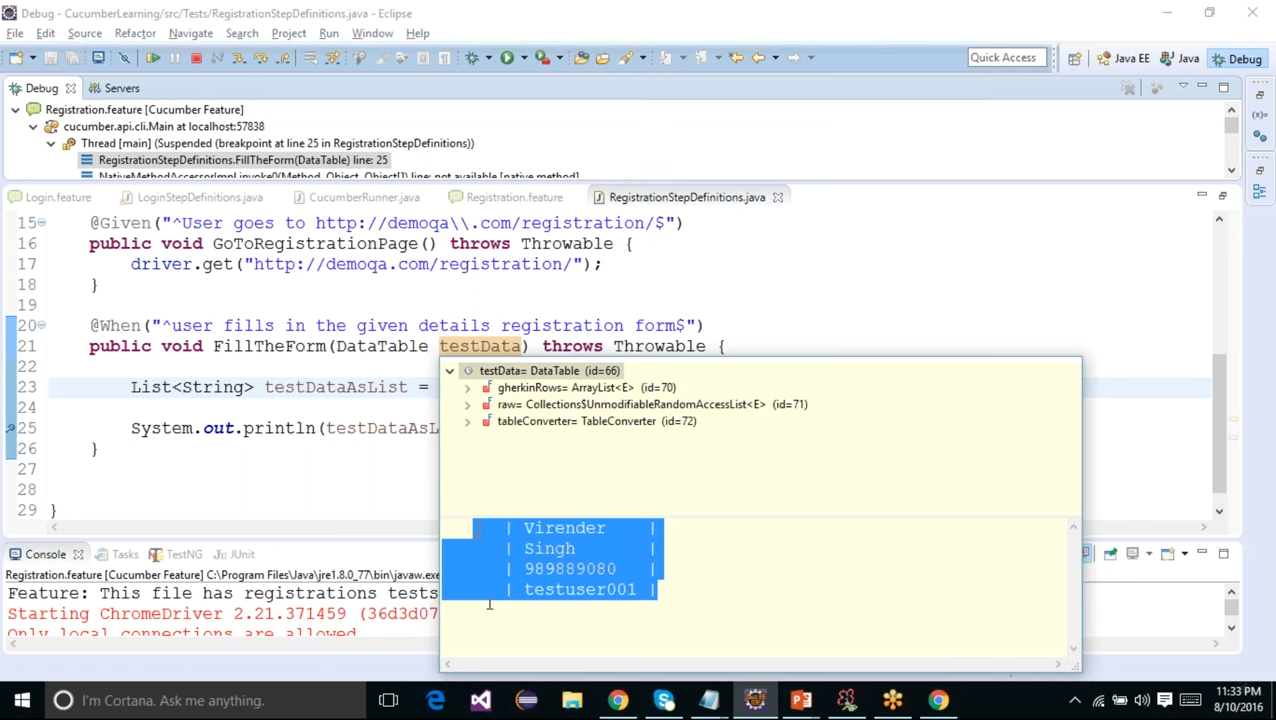 Debug - CucumberLearning/src/Tests/RegistrationStepDefinitions.java - Eclipse
File Edit Source Refactor Navigate Search Project Run Window Help
Quick Access Java EE Java Debug
Debug Servers
Registration.feature [Cucumber Feature]
cucumber.api.cli.Main at localhost:57838
Thread [main] (Suspended (breakpoint at line 25 in RegistrationStepDefinitions))
RegistrationStepDefinitions.FillTheForm(DataTable) line: 25
NativeMethodAccessorImpl.invoke0(Method, Object, Object[]) line: not available [native method]
Login.feature LoginStepDefinitions.java CucumberRunner.java Registration.feature RegistrationStepDefinitions.java
15 @Given("^User goes to http://demoqa\\.com/registration/$")
16 public void GoToRegistrationPage() throws Throwable {
17 driver.get("http://demoqa.com/registration/");
18 }
19
20 @When("^user fills in the given details registration form$")
21 public void FillTheForm(DataTable testData) throws Throwable {
22
23 List<String> testDataAsList =
24
25 System.out.println(testDataAsL
26 }
27
28
29 }
testData= DataTable (id=66)
gherkinRows= ArrayList<E> (id=70)
raw= Collections$UnmodifiableRandomAccessList<E> (id=71)
tableConverter= TableConverter (id=72)
| Virender |
| Singh |
| 989889080 |
| testuser001 |
Console Tasks TestNG JUnit
Registration.feature [Cucumber Feature] C:\Program Files\Java\jre1.8.0_77\bin\javaw.exe
Feature: This file has registrations tests
Starting ChromeDriver 2.21.371459 (36d3d07
Only local connections are allowed.
I'm Cortana. Ask me anything.
11:33 PM
8/10/2016